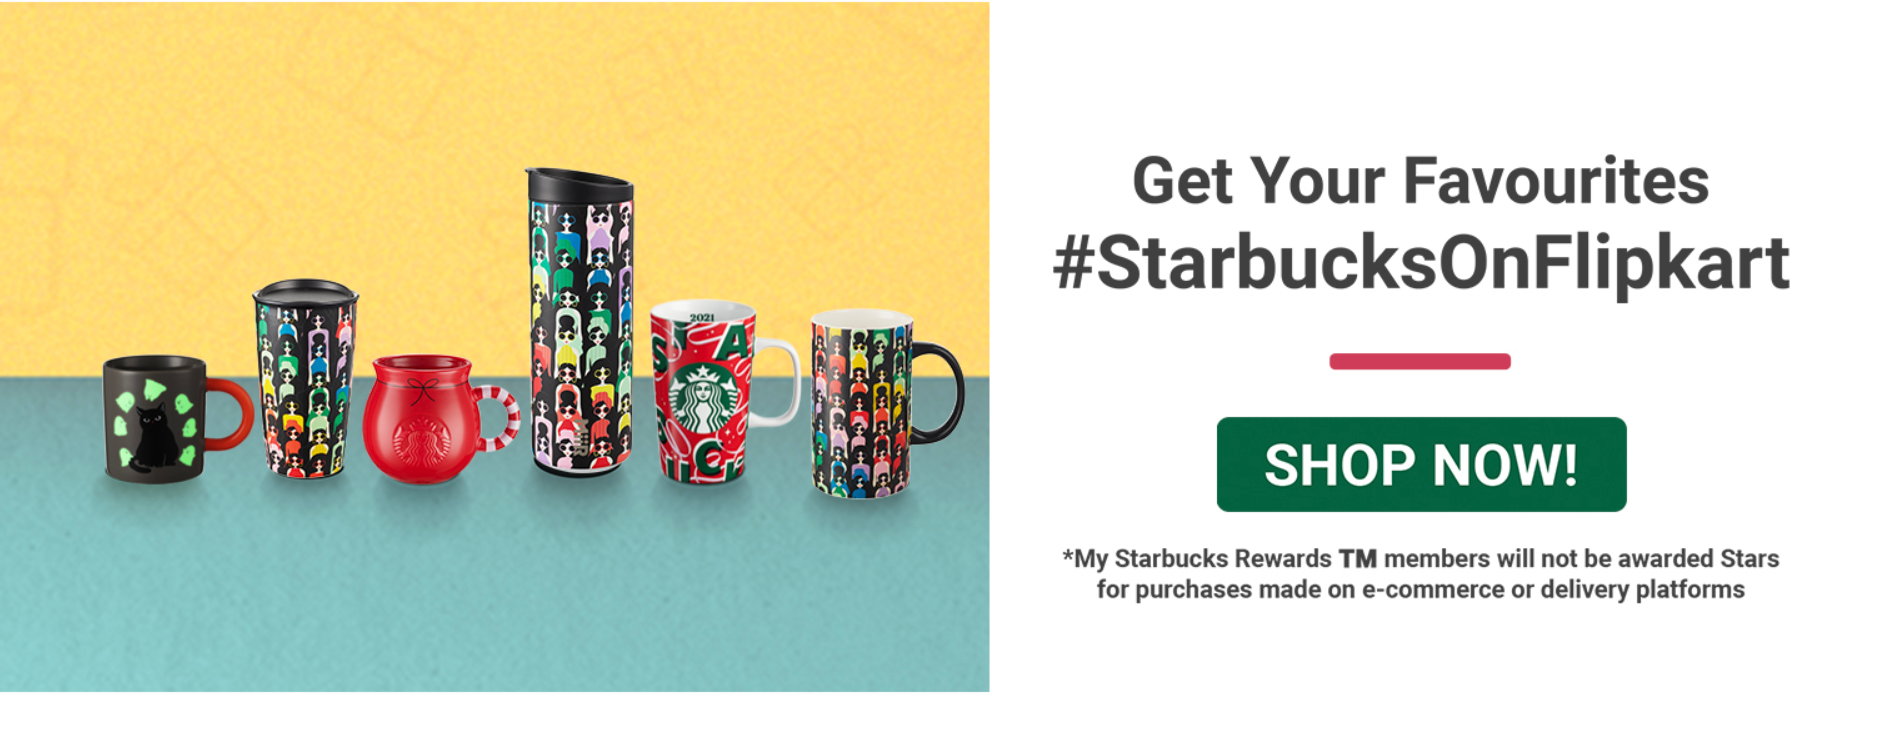 Get Your Favourites
#StarbucksOnFlipkart
SHOP NOW!
*My Starbucks Rewards TM members will not be awarded Stars
for purchases made on e-commerce or delivery platforms
2021